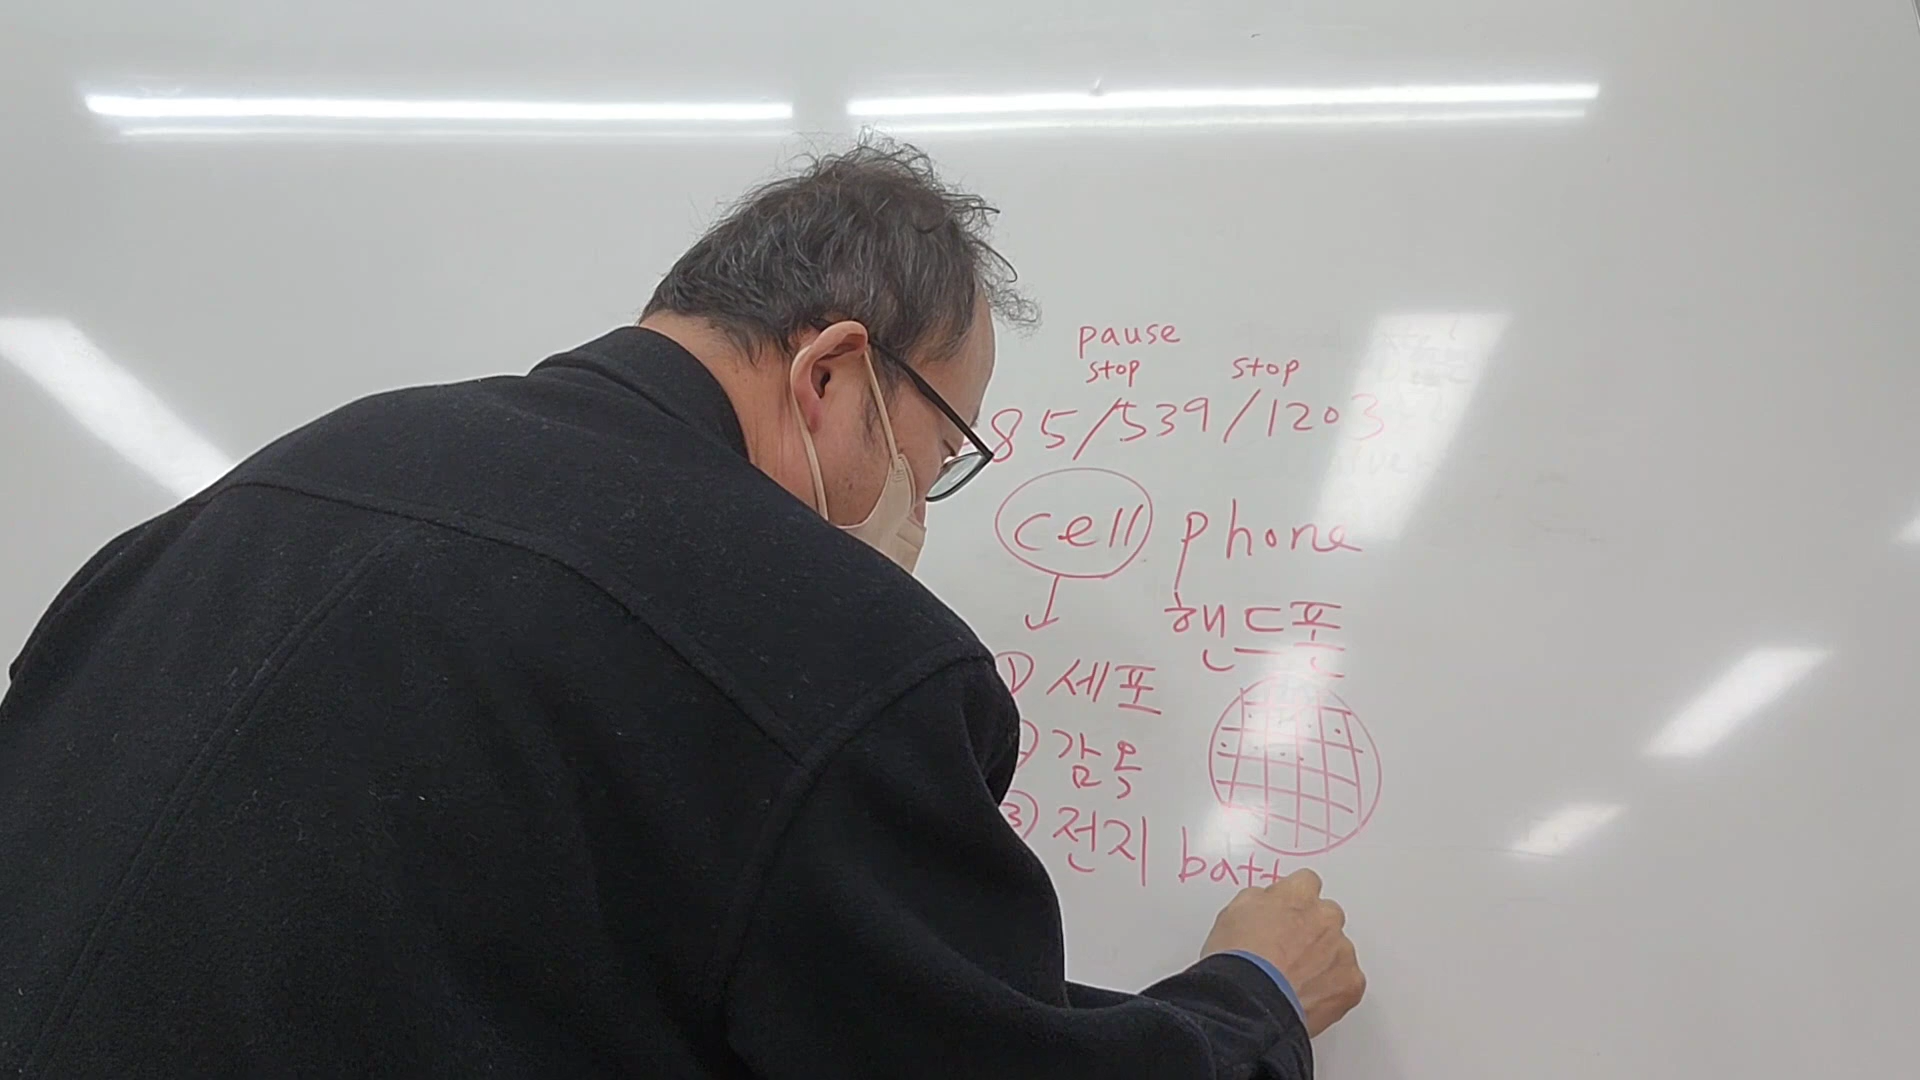 pause
stop stop
85/539/1203
cell phone
핸드폰
① 세포
② 감옥
③ 전지 batt